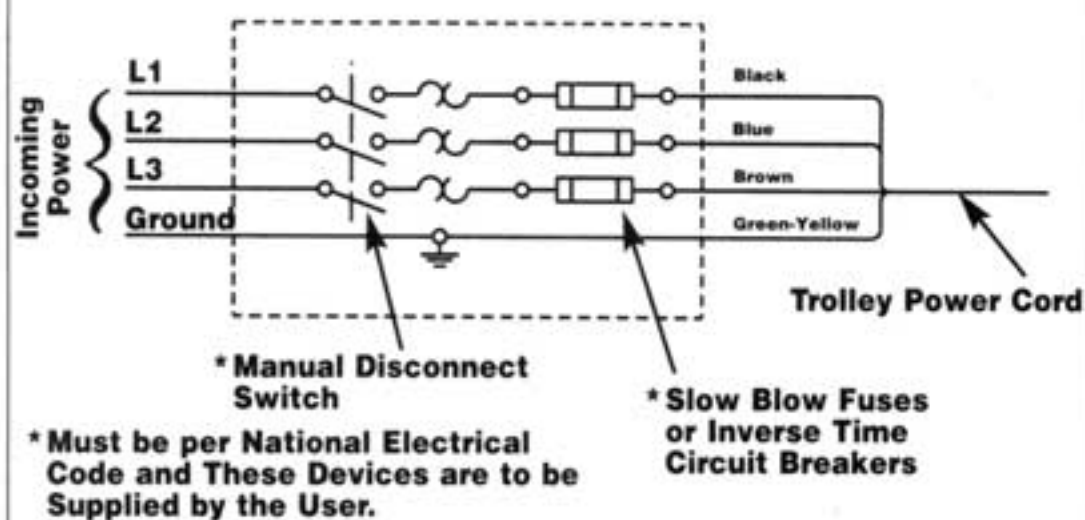 L1
L2
L3
Ground
Incoming
Power
Black
Blue
Brown
Green-Yellow
Trolley Power Cord
*Manual Disconnect
Switch
*Slow Blow Fuses
or Inverse Time
Circuit Breakers
*Must be per National Electrical
Code and These Devices are to be
Supplied by the User.